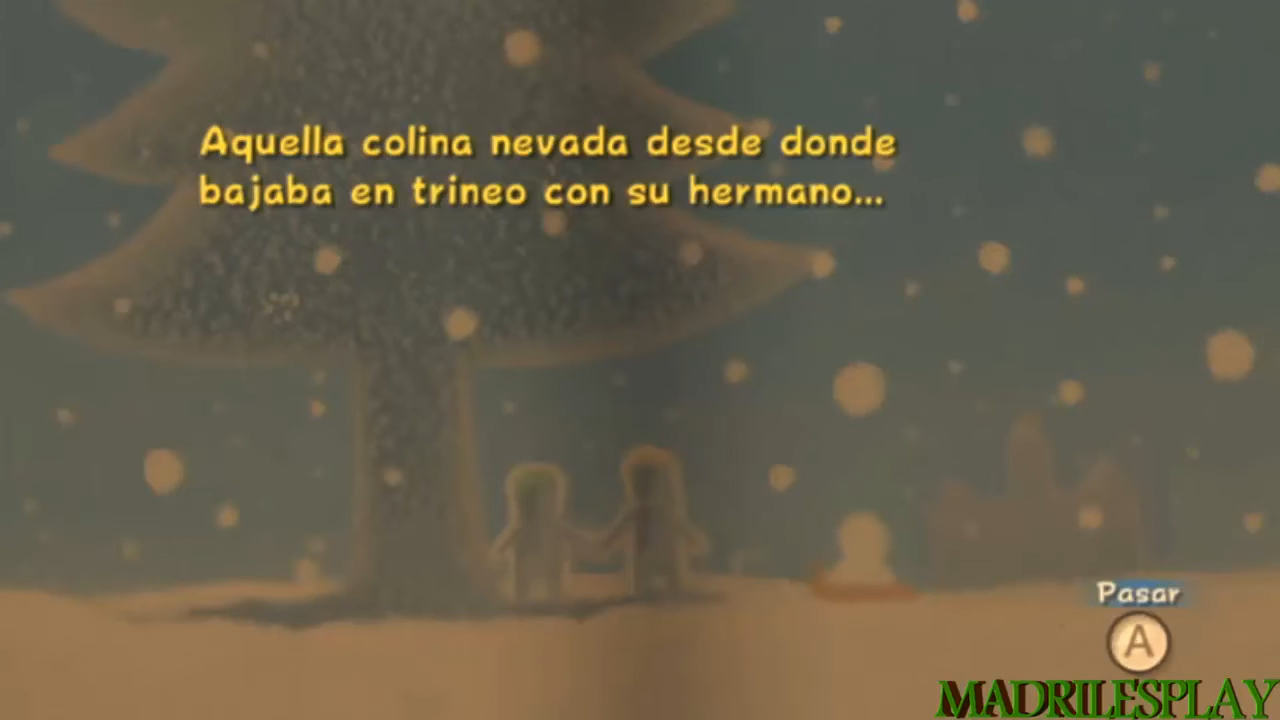 Aquella colina nevada desde donde
bajaba en trineo con su hermano...
Pasar
A
MADRILESPLAY